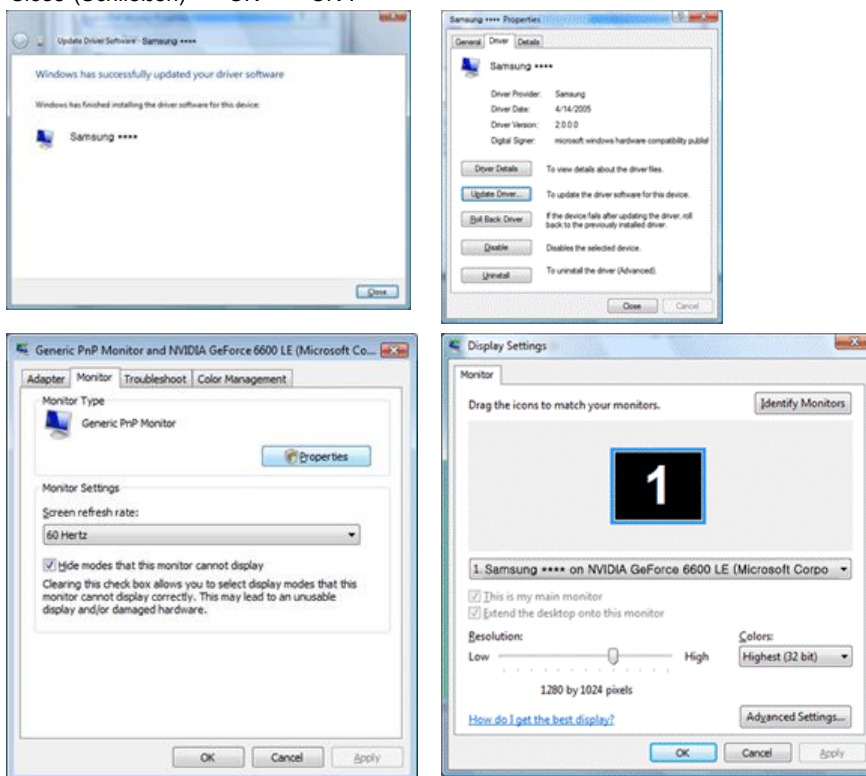 Close (Schließen)
Update Driver Software - Samsung ****
Windows has successfully updated your driver software
Windows has finished installing the driver software for this device:
Samsung ****
Close
Samsung **** Properties
General Driver Details
Samsung ****
Driver Provider: Samsung
Driver Date: 4/14/2005
Driver Version: 2.0.0.0
Digital Signer: microsoft windows hardware compatibility publis
Driver Details To view details about the driver files.
Update Driver... To update the driver software for this device.
Roll Back Driver If the device fails after updating the driver, roll
back to the previously installed driver.
Disable Disables the selected device.
Uninstall To uninstall the driver (Advanced).
Close Cancel
Generic PnP Monitor and NVIDIA GeForce 6600 LE (Microsoft Co...
Adapter Monitor Troubleshoot Color Management
Monitor Type
Generic PnP Monitor
Properties
Monitor Settings
Screen refresh rate:
60 Hertz
Hide modes that this monitor cannot display
Clearing this check box allows you to select display modes that this
monitor cannot display correctly. This may lead to an unusable
display and/or damaged hardware.
OK Cancel Apply
Display Settings
Monitor
Drag the icons to match your monitors.
Identify Monitors
1
1. Samsung **** on NVIDIA GeForce 6600 LE (Microsoft Corpo
This is my main monitor
Extend the desktop onto this monitor
Resolution:
Colors:
Low High
Highest (32 bit)
1280 by 1024 pixels
How do I get the best display?
Advanced Settings...
OK Cancel Apply